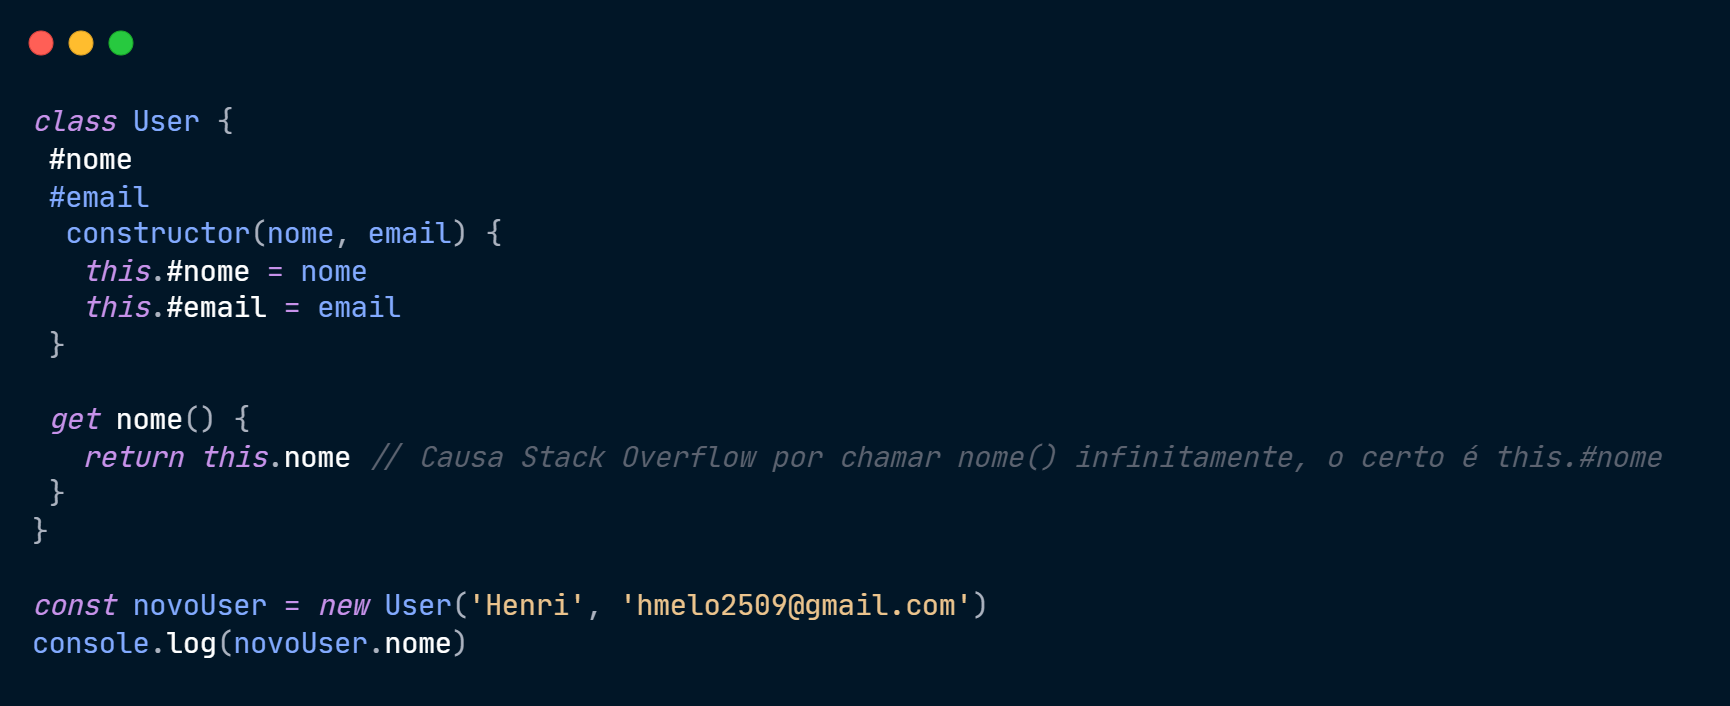 class User {
 #nome
 #email
  constructor(nome, email) {
   this.#nome = nome
   this.#email = email
 }
 get nome() {
   return this.nome // Causa Stack Overflow por chamar nome() infinitamente, o certo é this.#nome
 }
}
const novoUser = new User('Henri', 'hmelo2509@gmail.com')
console.log(novoUser.nome)